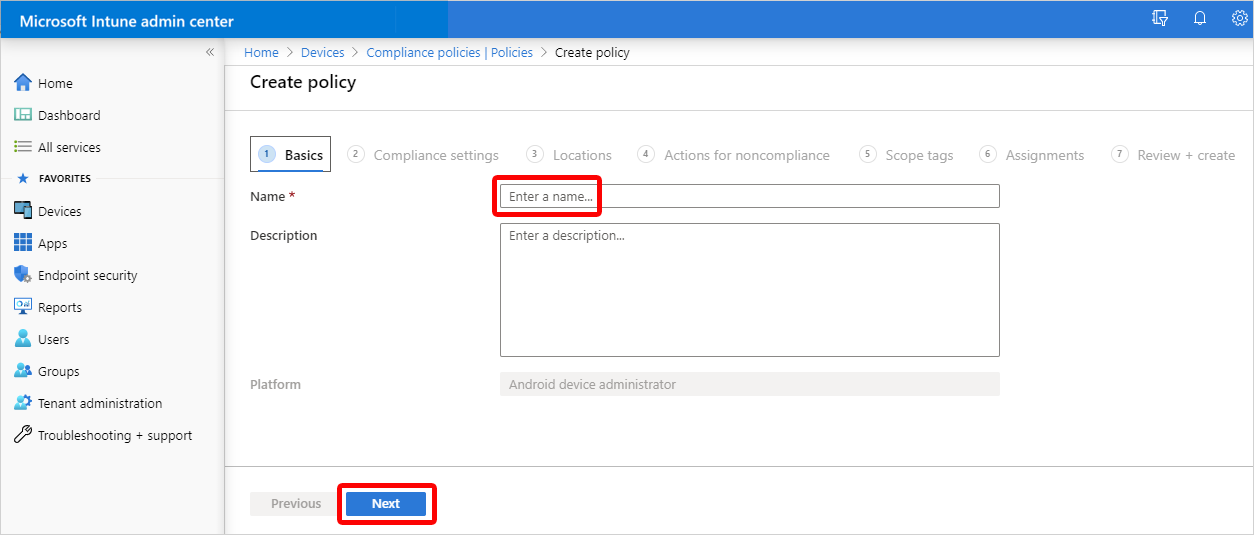 Microsoft Intune admin center
«
Home > Devices > Compliance policies | Policies > Create policy
Create policy
Home
Dashboard
All services
FAVORITES
Devices
Apps
Endpoint security
Reports
Users
Groups
Tenant administration
Troubleshooting + support
1 Basics 2 Compliance settings 3 Locations 4 Actions for noncompliance 5 Scope tags 6 Assignments 7 Review + create
Name * Enter a name...
Description Enter a description...
Platform Android device administrator
Previous Next